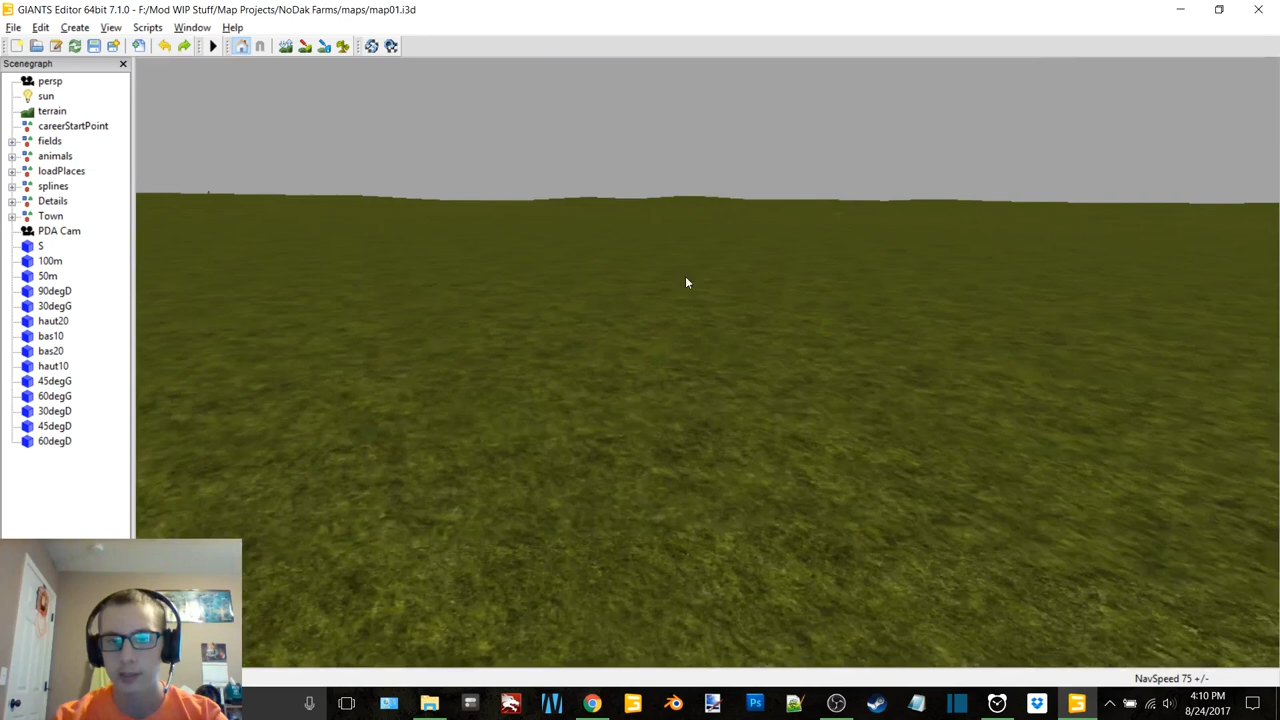 GIANTS Editor 64bit 7.1.0 - F:/Mod WIP Stuff/Map Projects/NoDak Farms/maps/map01.i3d
File Edit Create View Scripts Window Help
Scenegraph
persp
sun
terrain
careerStartPoint
fields
animals
loadPlaces
splines
Details
Town
PDA Cam
S
100m
50m
90degD
30degG
haut20
bas10
bas20
haut10
45degG
60degG
30degD
45degD
60degD
NavSpeed 75 +/-
Ps
4:10 PM
8/24/2017